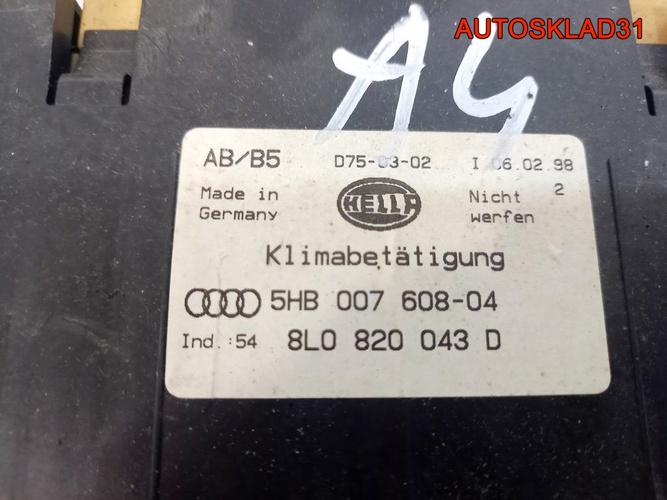 AUTOSKLAD31
A4
AB/B5 D75-03-02 I 06.02.98
Made in Germany
HELLA
Nicht 2
werfen
Klimabetätigung
5HB 007 608-04
Ind.:54 8L0 820 043 D